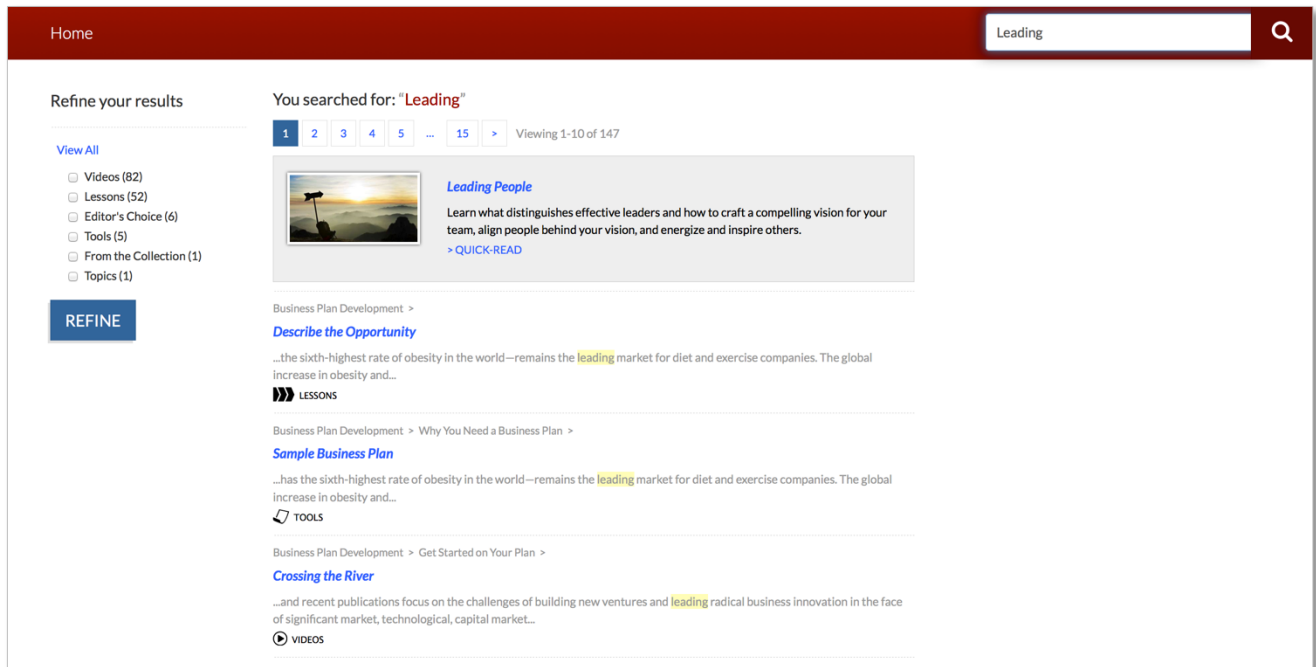 Home
Leading
Refine your results
View All
Videos (82)
Lessons (52)
Editor's Choice (6)
Tools (5)
From the Collection (1)
Topics (1)
REFINE
You searched for: “Leading”
1 2 3 4 5 ... 15 > Viewing 1-10 of 147
Leading People
Learn what distinguishes effective leaders and how to craft a compelling vision for your
team, align people behind your vision, and energize and inspire others.
> QUICK-READ
Business Plan Development >
Describe the Opportunity
...the sixth-highest rate of obesity in the world—remains the leading market for diet and exercise companies. The global
increase in obesity and...
LESSONS
Business Plan Development > Why You Need a Business Plan >
Sample Business Plan
...has the sixth-highest rate of obesity in the world—remains the leading market for diet and exercise companies. The global
increase in obesity and...
TOOLS
Business Plan Development > Get Started on Your Plan >
Crossing the River
...and recent publications focus on the challenges of building new ventures and leading radical business innovation in the face
of significant market, technological, capital market...
VIDEOS